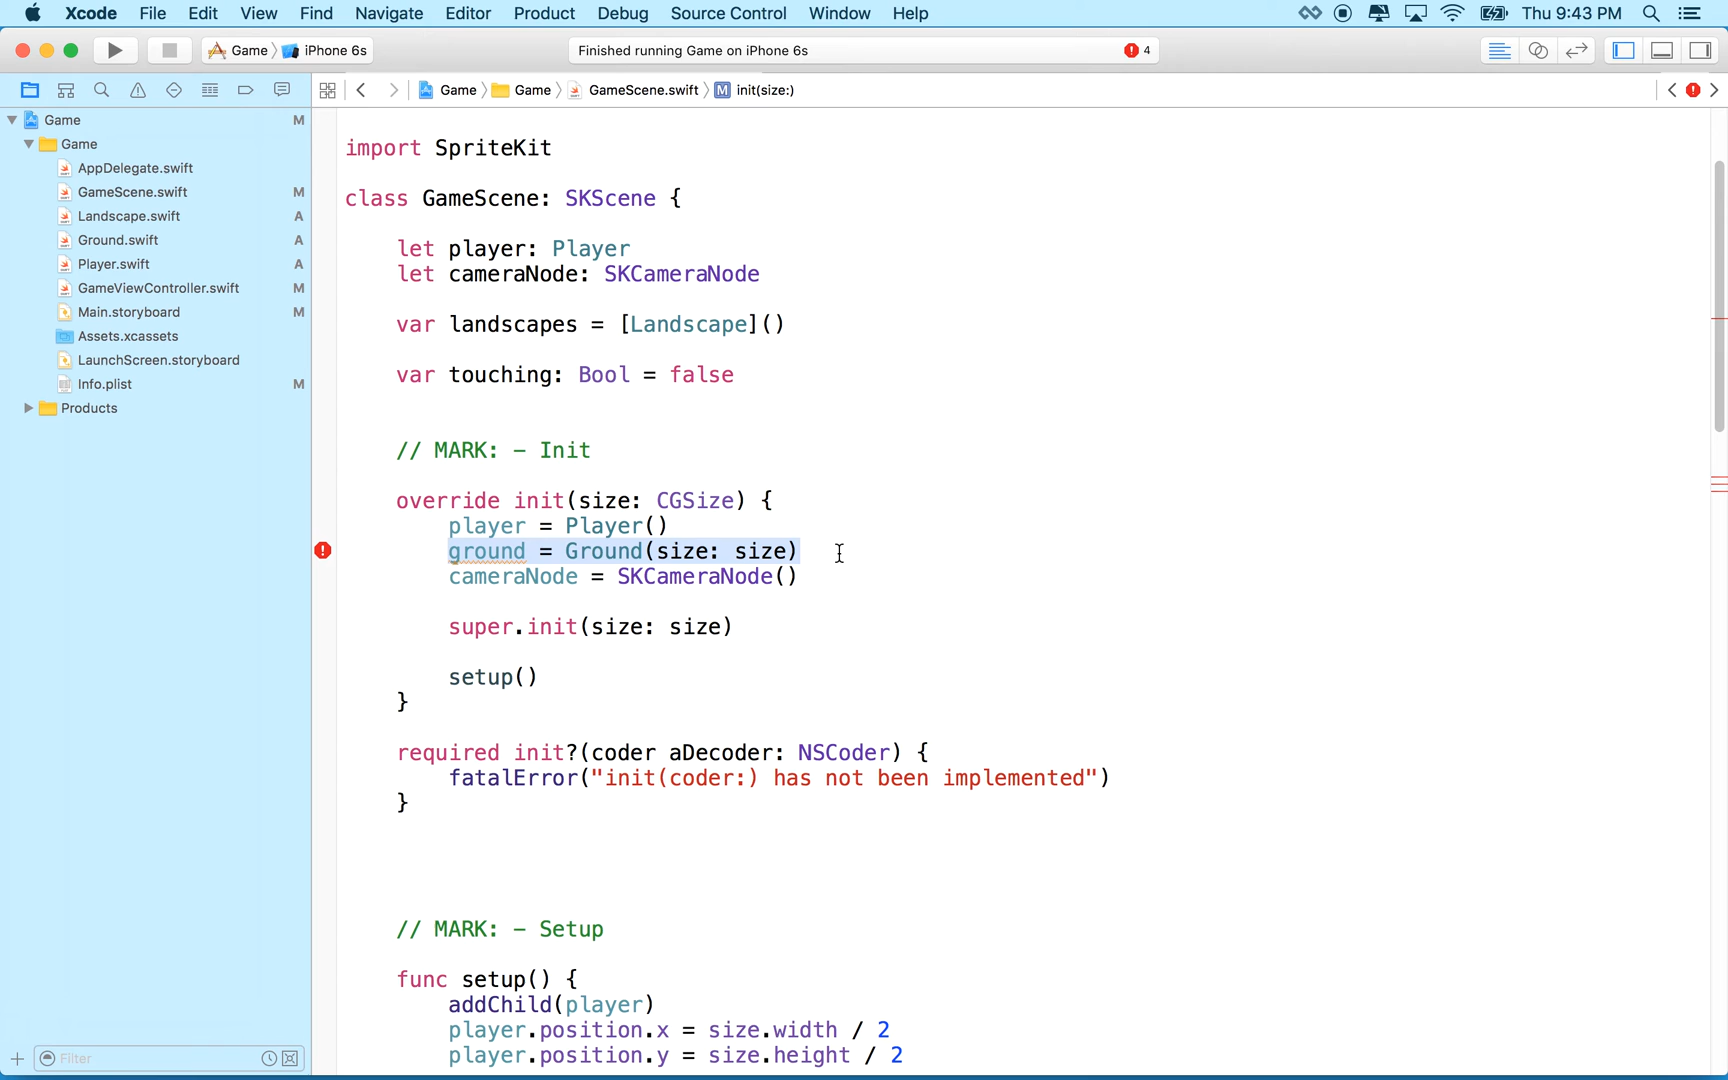 Xcode File Edit View Find Navigate Editor Product Debug Source Control Window Help Thu 9:43 PM
Game iPhone 6s Finished running Game on iPhone 6s 4
Game Game GameScene.swift M init(size:)
Game M
Game
AppDelegate.swift
GameScene.swift M
Landscape.swift A
Ground.swift A
Player.swift A
GameViewController.swift M
Main.storyboard M
Assets.xcassets
LaunchScreen.storyboard
Info.plist M
Products
Filter
import SpriteKit
class GameScene: SKScene {
let player: Player
let cameraNode: SKCameraNode
var landscapes = [Landscape]()
var touching: Bool = false
// MARK: - Init
override init(size: CGSize) {
player = Player()
ground = Ground(size: size)
cameraNode = SKCameraNode()
super.init(size: size)
setup()
}
required init?(coder aDecoder: NSCoder) {
fatalError("init(coder:) has not been implemented")
}
// MARK: - Setup
func setup() {
addChild(player)
player.position.x = size.width / 2
player.position.y = size.height / 2